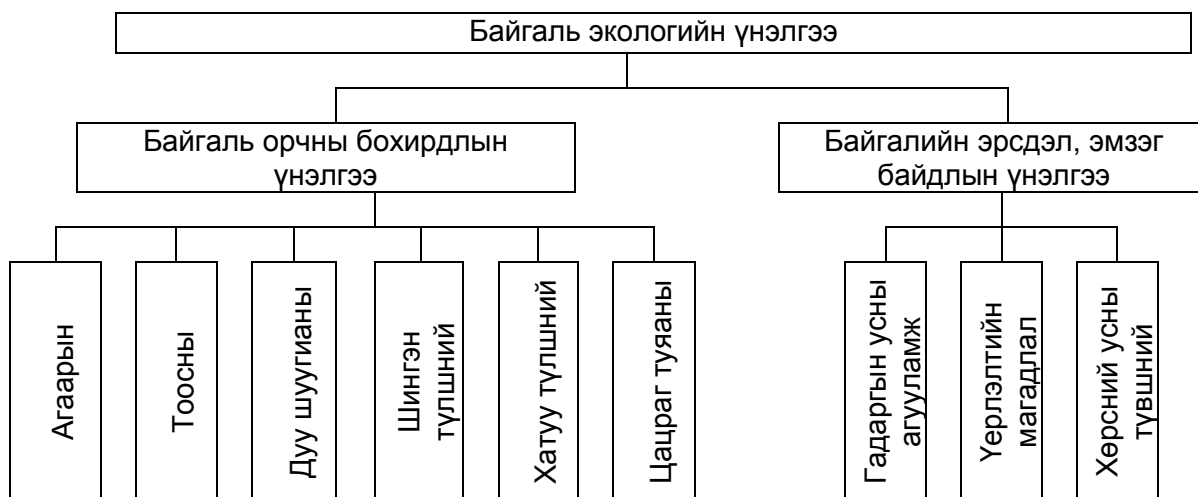 Байгаль экологийн үнэлгээ
Байгаль орчны бохирдлын
үнэлгээ
Байгалийн эрсдэл, эмзэг
байдлын үнэлгээ
Агаарын
Тоосны
Дуу шуугианы
Шингэн
түлшний
Хатуу түлшний
Цацраг туяаны
Гадаргын усны
агууламж
Үерлэлтийн
магадлал
Хөрсний усны
түвшний